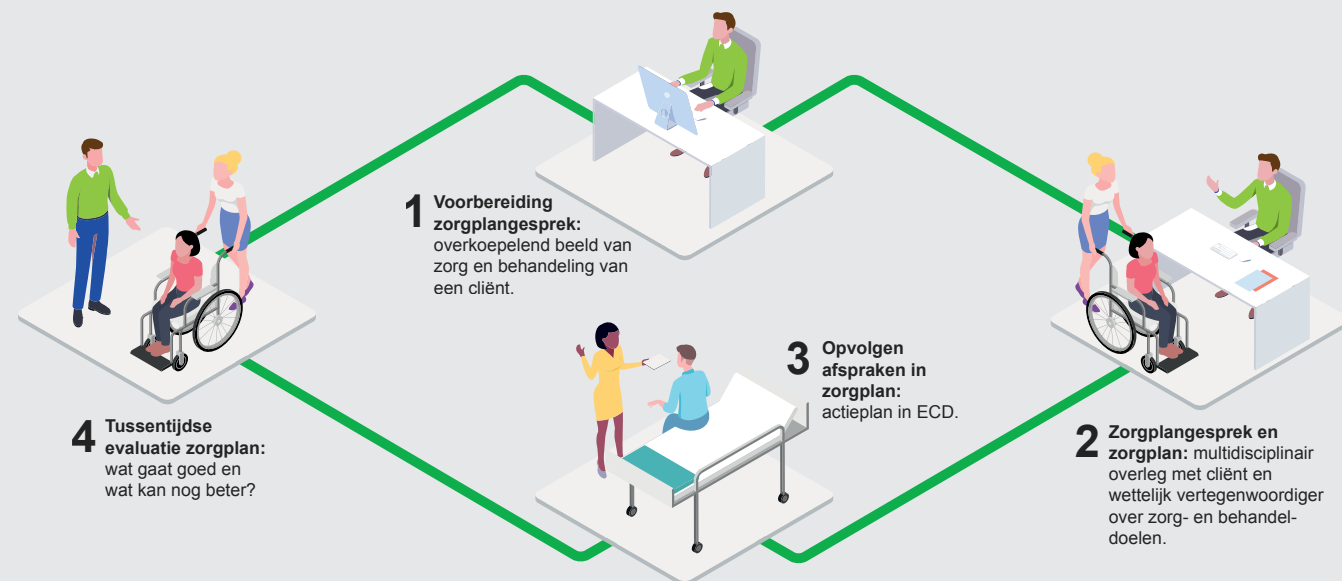 1 Voorbereiding
zorgplangesprek:
overkoepelend beeld van
zorg en behandeling van
een cliënt.
2 Zorgplangesprek en
zorgplan: multidisciplinair
overleg met cliënt en
wettelijk vertegenwoordiger
over zorg- en behandel-
doelen.
3 Opvolgen
afspraken in
zorgplan:
actieplan in ECD.
4 Tussentijdse
evaluatie zorgplan:
wat gaat goed en
wat kan nog beter?